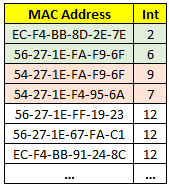 MAC Address Int
EC-F4-BB-8D-2E-7E 2
56-27-1E-FA-F9-6F 6
54-27-1E-FA-F9-6F 9
54-27-1E-F4-95-6A 7
56-27-1E-FF-19-23 12
56-27-1E-67-FA-C1 12
EC-F4-BB-91-24-8C 12
... ...